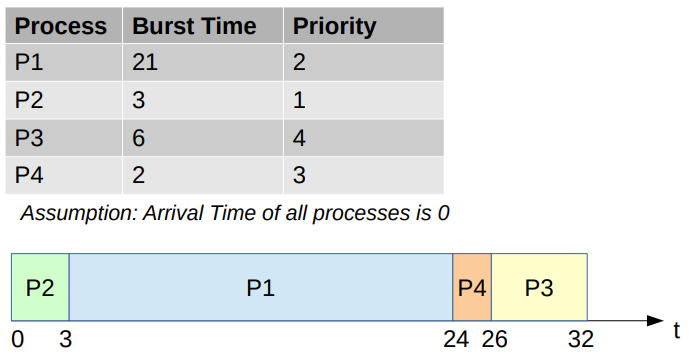 Process Burst Time Priority
P1 21 2
P2 3 1
P3 6 4
P4 2 3
Assumption: Arrival Time of all processes is 0
P2 P1 P4 P3
0 3 24 26 32 t